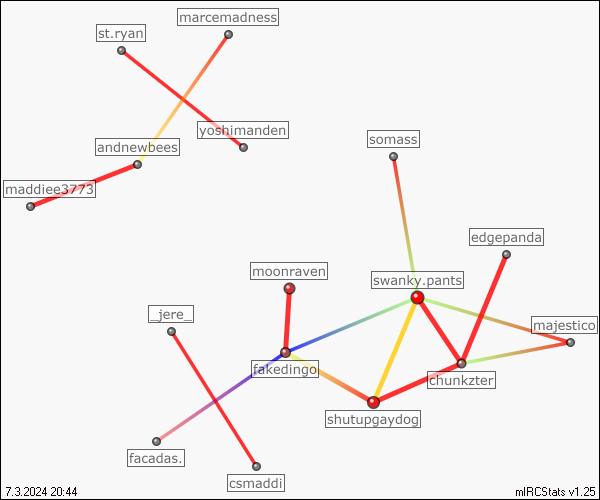 marcemadness
st.ryan
yoshimanden
somass
andnewbees
maddiee3773
edgepanda
moonraven
swanky.pants
_jere_
majestico
fakedingo
chunkzter
shutupgaydog
facadas.
csmaddi
7.3.2024 20:44
mIRCStats v1.25